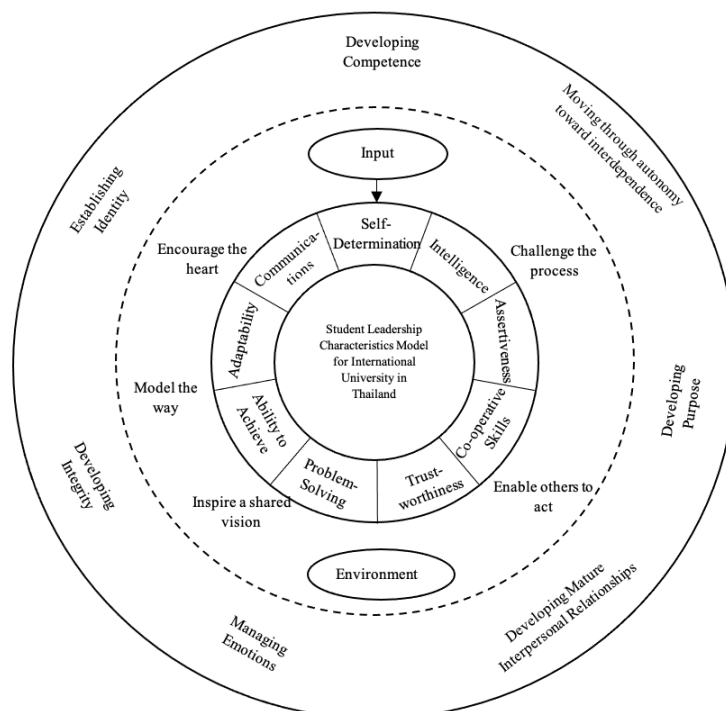 Developing
Competence
Moving through autonomy
toward interdependence
Establishing
Identity
Input
Self-
Determination
Communica-
tions
Intelligence
Encourage the
heart
Challenge the
process
Adaptability
Assertiveness
Student Leadership
Characteristics Model
for International
University in
Thailand
Model the
way
Developing
Purpose
Ability to
Achieve
Co-operative
Skills
Developing
Integrity
Problem-
Solving
Trust-
worthiness
Inspire a shared
vision
Enable others to
act
Environment
Managing
Emotions
Developing Mature
Interpersonal Relationships